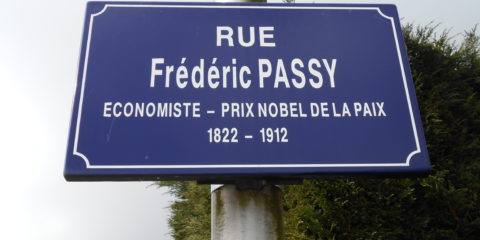 RUE
Frédéric PASSY
ECONOMISTE – PRIX NOBEL DE LA PAIX
1822 – 1912